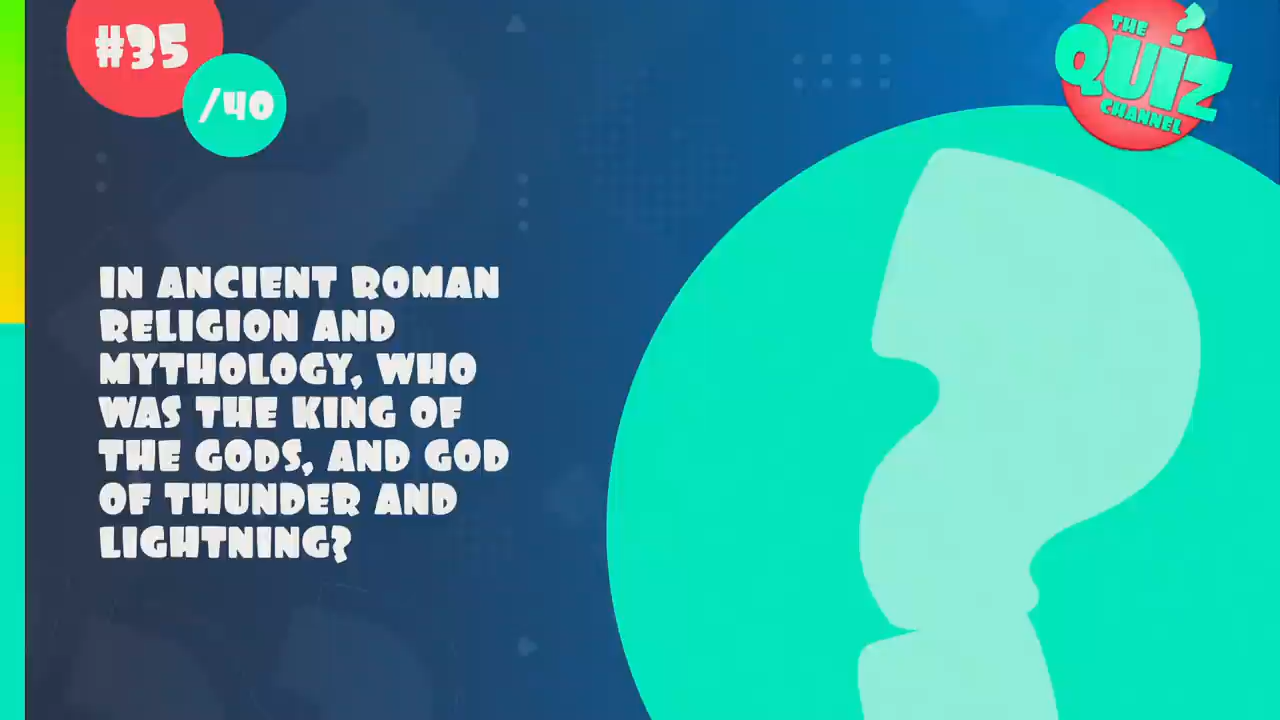 #35
/40
THE
QUIZ
CHANNEL
IN ANCIENT ROMAN
RELIGION AND
MYTHOLOGY, WHO
WAS THE KING OF
THE GODS, AND GOD
OF THUNDER AND
LIGHTNING?